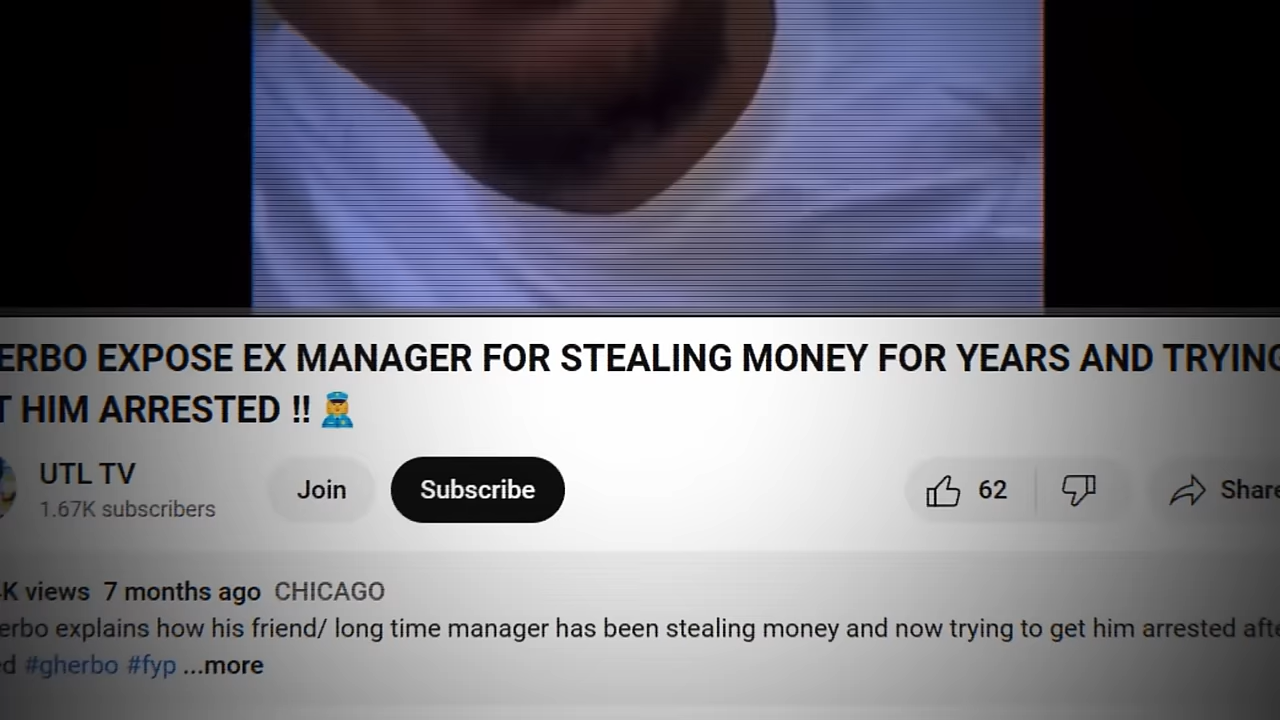 ERBO EXPOSE EX MANAGER FOR STEALING MONEY FOR YEARS AND TRYING
T HIM ARRESTED !!
UTL TV
1.67K subscribers
Join
Subscribe
62
Share
K views 7 months ago CHICAGO
erbo explains how his friend/ long time manager has been stealing money and now trying to get him arrested afte
ed #gherbo #fyp ...more